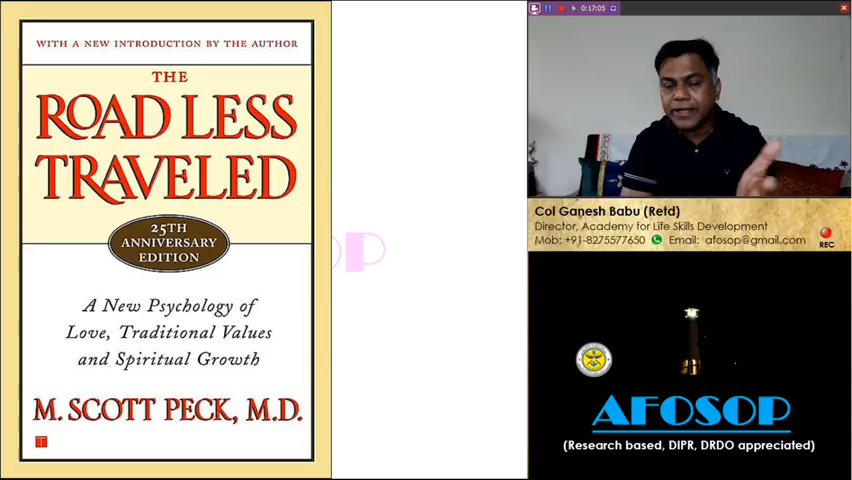 WITH A NEW INTRODUCTION BY THE AUTHOR
THE
ROAD LESS
TRAVELED
25TH
ANNIVERSARY
EDITION
A New Psychology of
Love, Traditional Values
and Spiritual Growth
M. SCOTT PECK, M.D.
T
OP
0:17:05
Col Ganesh Babu (Retd)
Director, Academy for Life Skills Development
Mob: +91-8275577650 Email: afosop@gmail.com
REC
AFOSOP
(Research based, DIPR, DRDO appreciated)